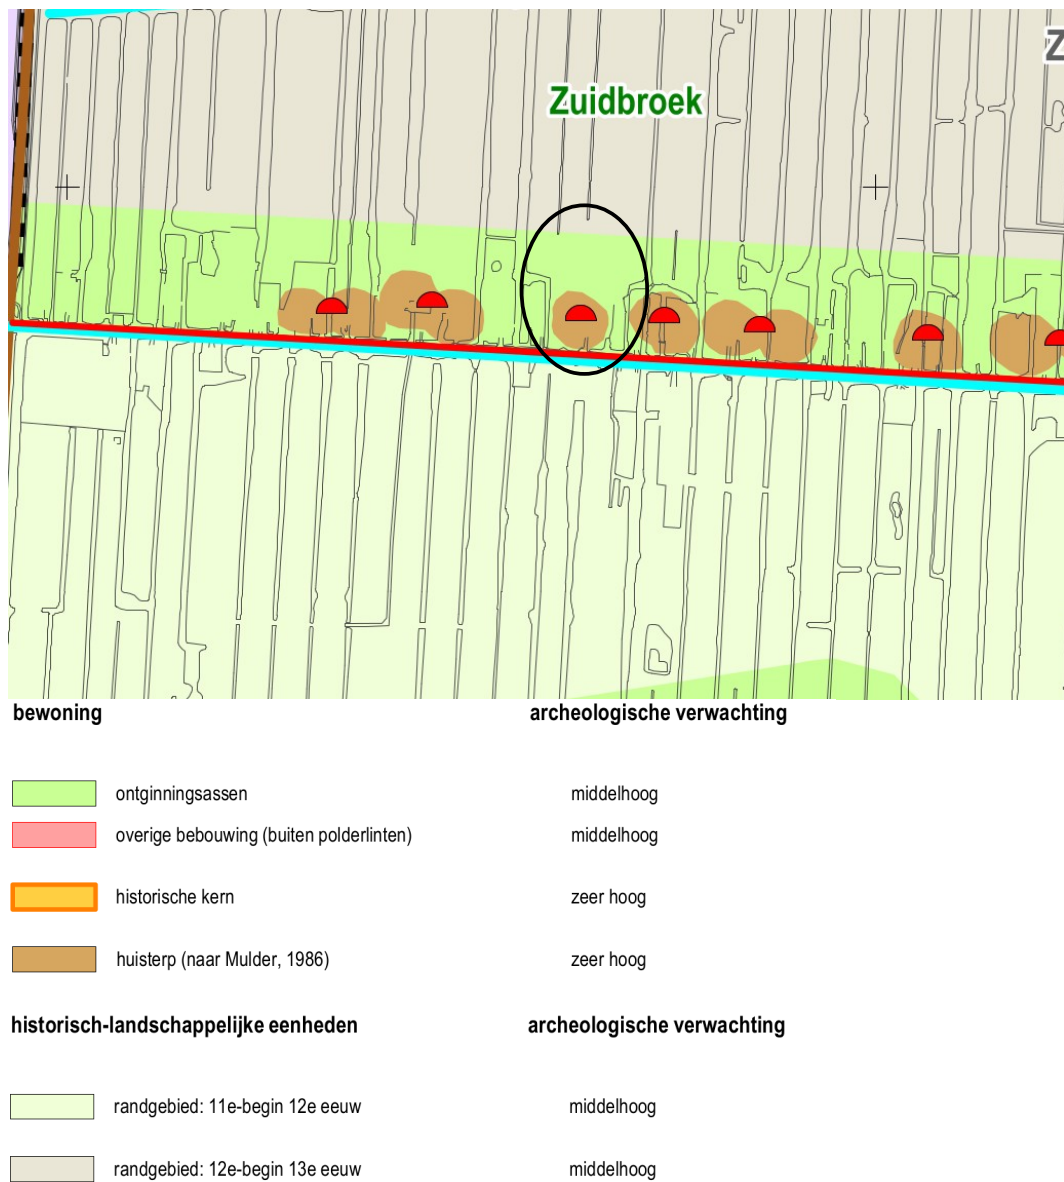 Z
Zuidbroek
bewoning archeologische verwachting
ontginningsassen middelhoog
overige bebouwing (buiten polderlinten) middelhoog
historische kern zeer hoog
huisterp (naar Mulder, 1986) zeer hoog
historisch-landschappelijke eenheden archeologische verwachting
randgebied: 11e-begin 12e eeuw middelhoog
randgebied: 12e-begin 13e eeuw middelhoog